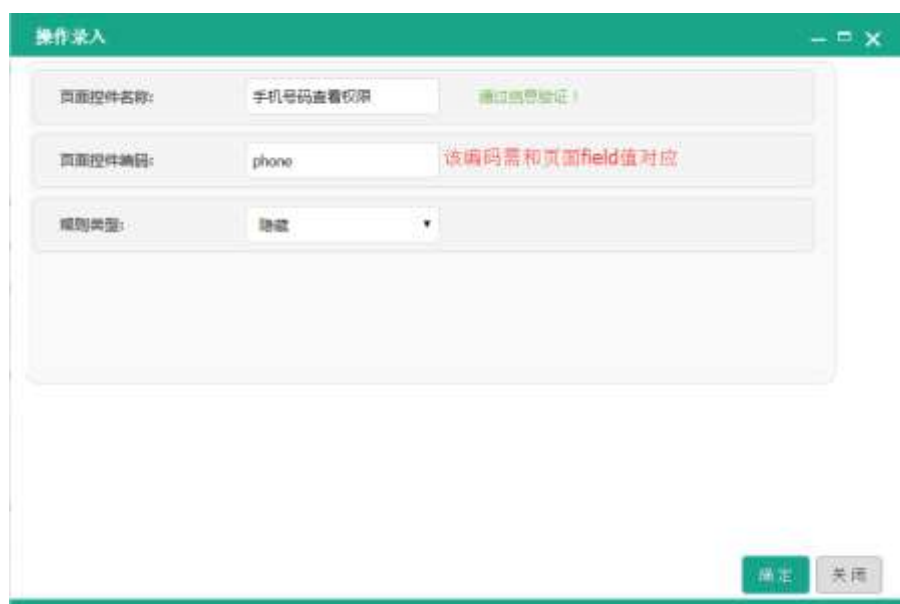 操作录入
页面控件名称: 手机号码查看权限 通过信息验证！
页面控件编码: phone 该编码需和页面field值对应
规则类型: 隐藏
确定 关闭